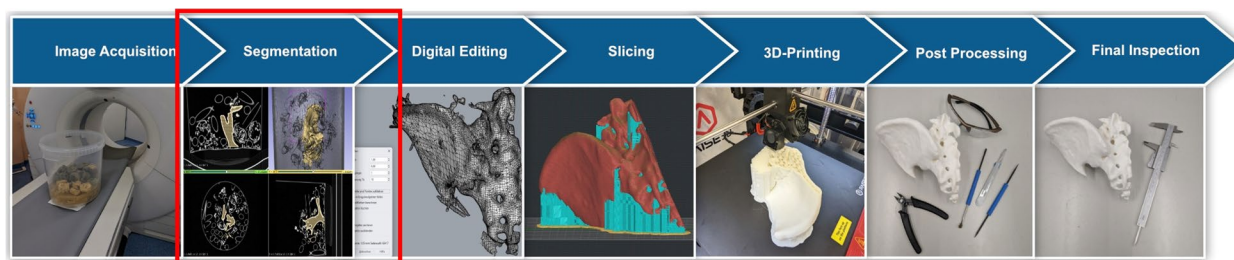 Image Acquisition
Segmentation
Digital Editing
Slicing
3D-Printing
Post Processing
Final Inspection